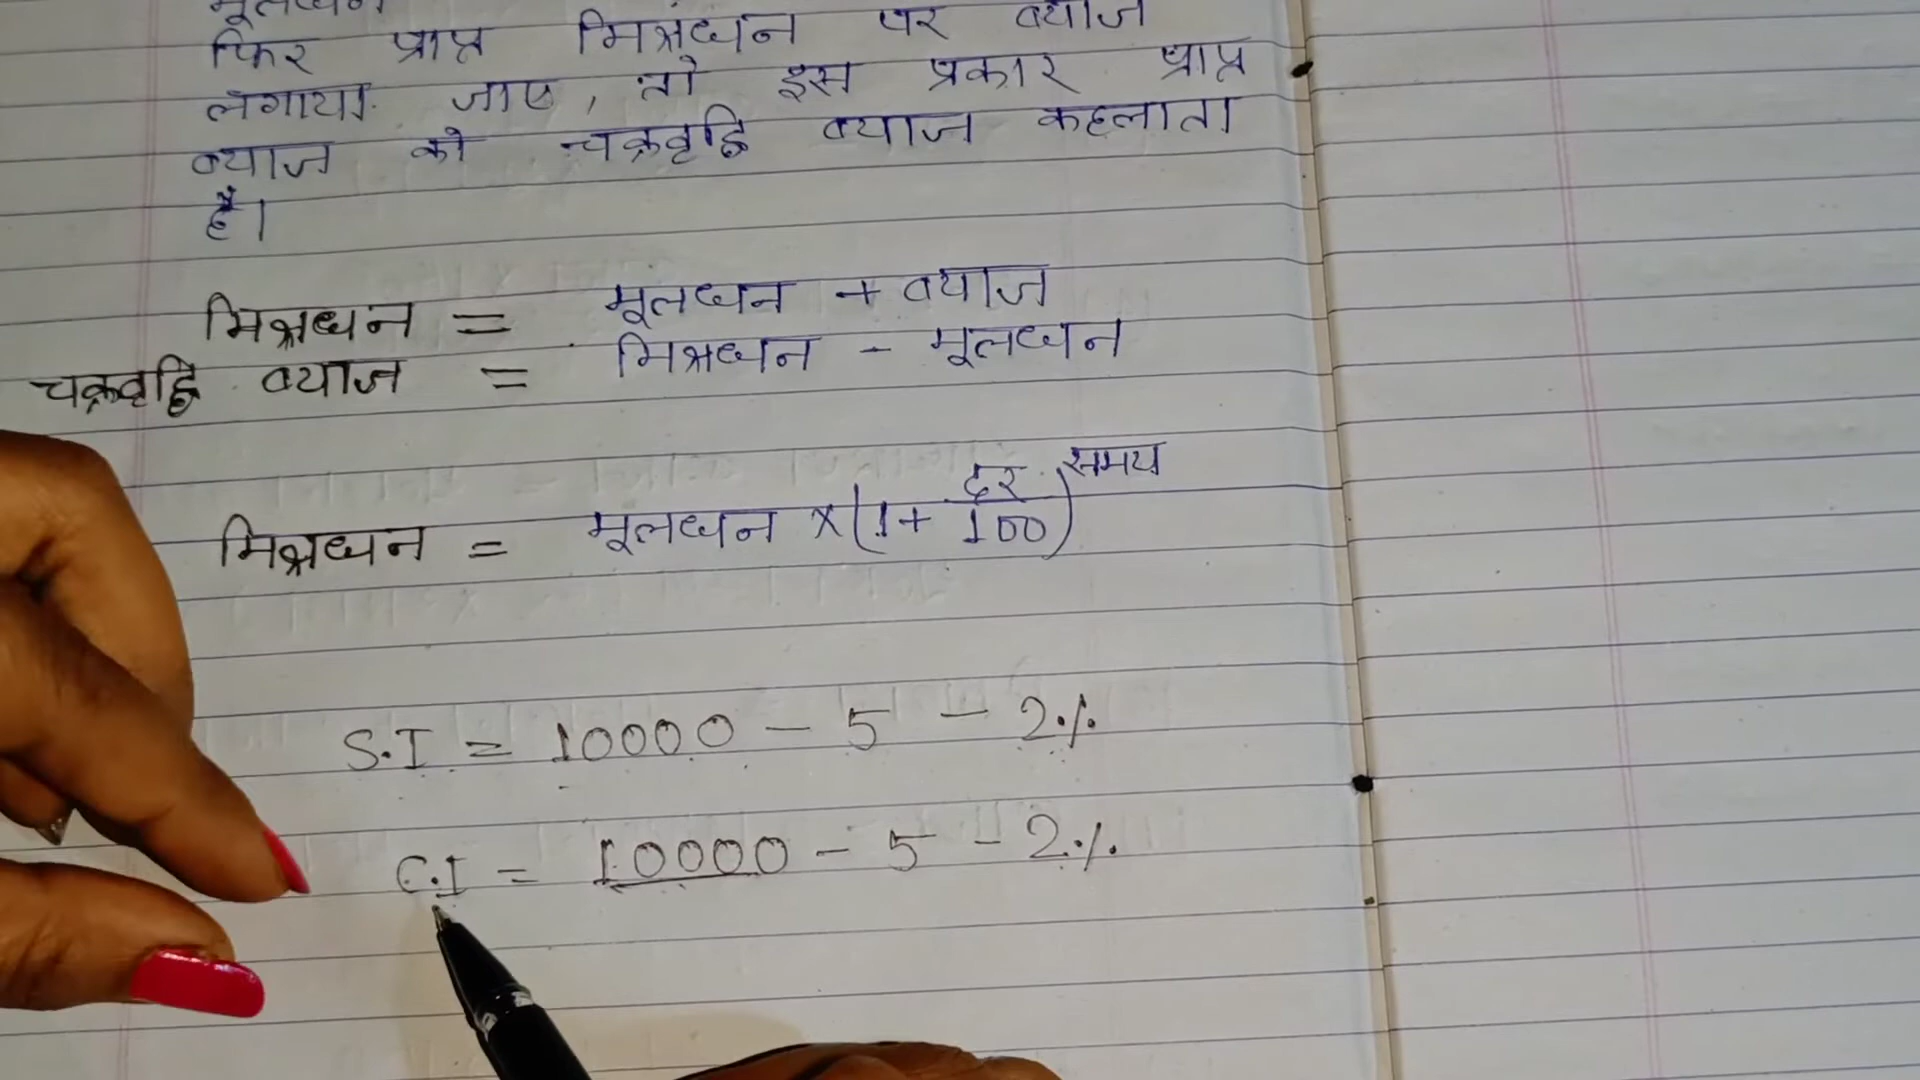 मूलधन
फिर प्राप्त मिश्रधन पर ब्याज
लगाया जाए, तो इस प्रकार प्राप्त
ब्याज को चक्रवृद्धि ब्याज कहलाता
है।
मिश्रधन = मूलधन + ब्याज
चक्रवृद्धि ब्याज = मिश्रधन - मूलधन
मिश्रधन = मूलधन × (1 + दर/100)^समय
S.I = 10000 - 5 - 2%
C.I = 10000 - 5 - 2%